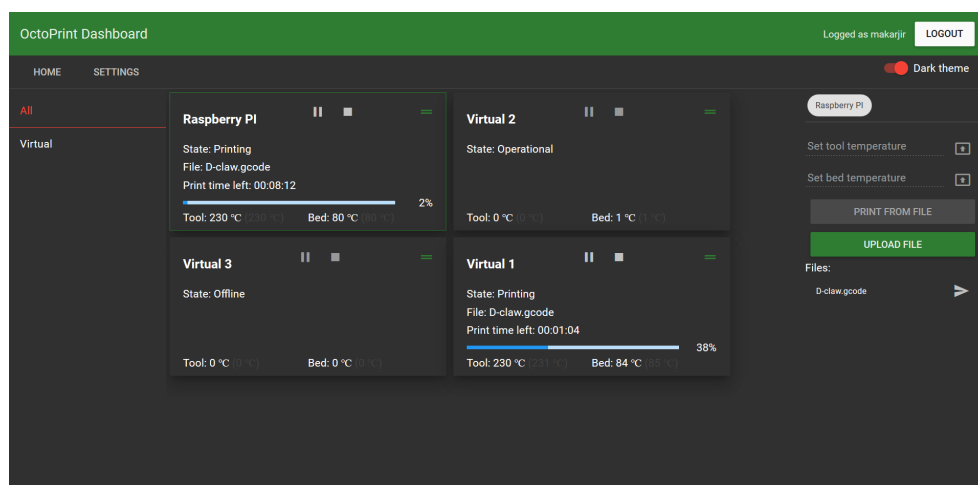 OctoPrint Dashboard
Logged as makarjir
LOGOUT
HOME
SETTINGS
Dark theme
All
Virtual
Raspberry PI
State: Printing
File: D-claw.gcode
Print time left: 00:08:12
2%
Tool: 230 °C (230 °C)
Bed: 80 °C (80 °C)
Virtual 2
State: Operational
Tool: 0 °C (0 °C)
Bed: 1 °C (1 °C)
Virtual 3
State: Offline
Tool: 0 °C (0 °C)
Bed: 0 °C (0 °C)
Virtual 1
State: Printing
File: D-claw.gcode
Print time left: 00:01:04
38%
Tool: 230 °C (231 °C)
Bed: 84 °C (85 °C)
Raspberry PI
Set tool temperature
Set bed temperature
PRINT FROM FILE
UPLOAD FILE
Files:
D-claw.gcode